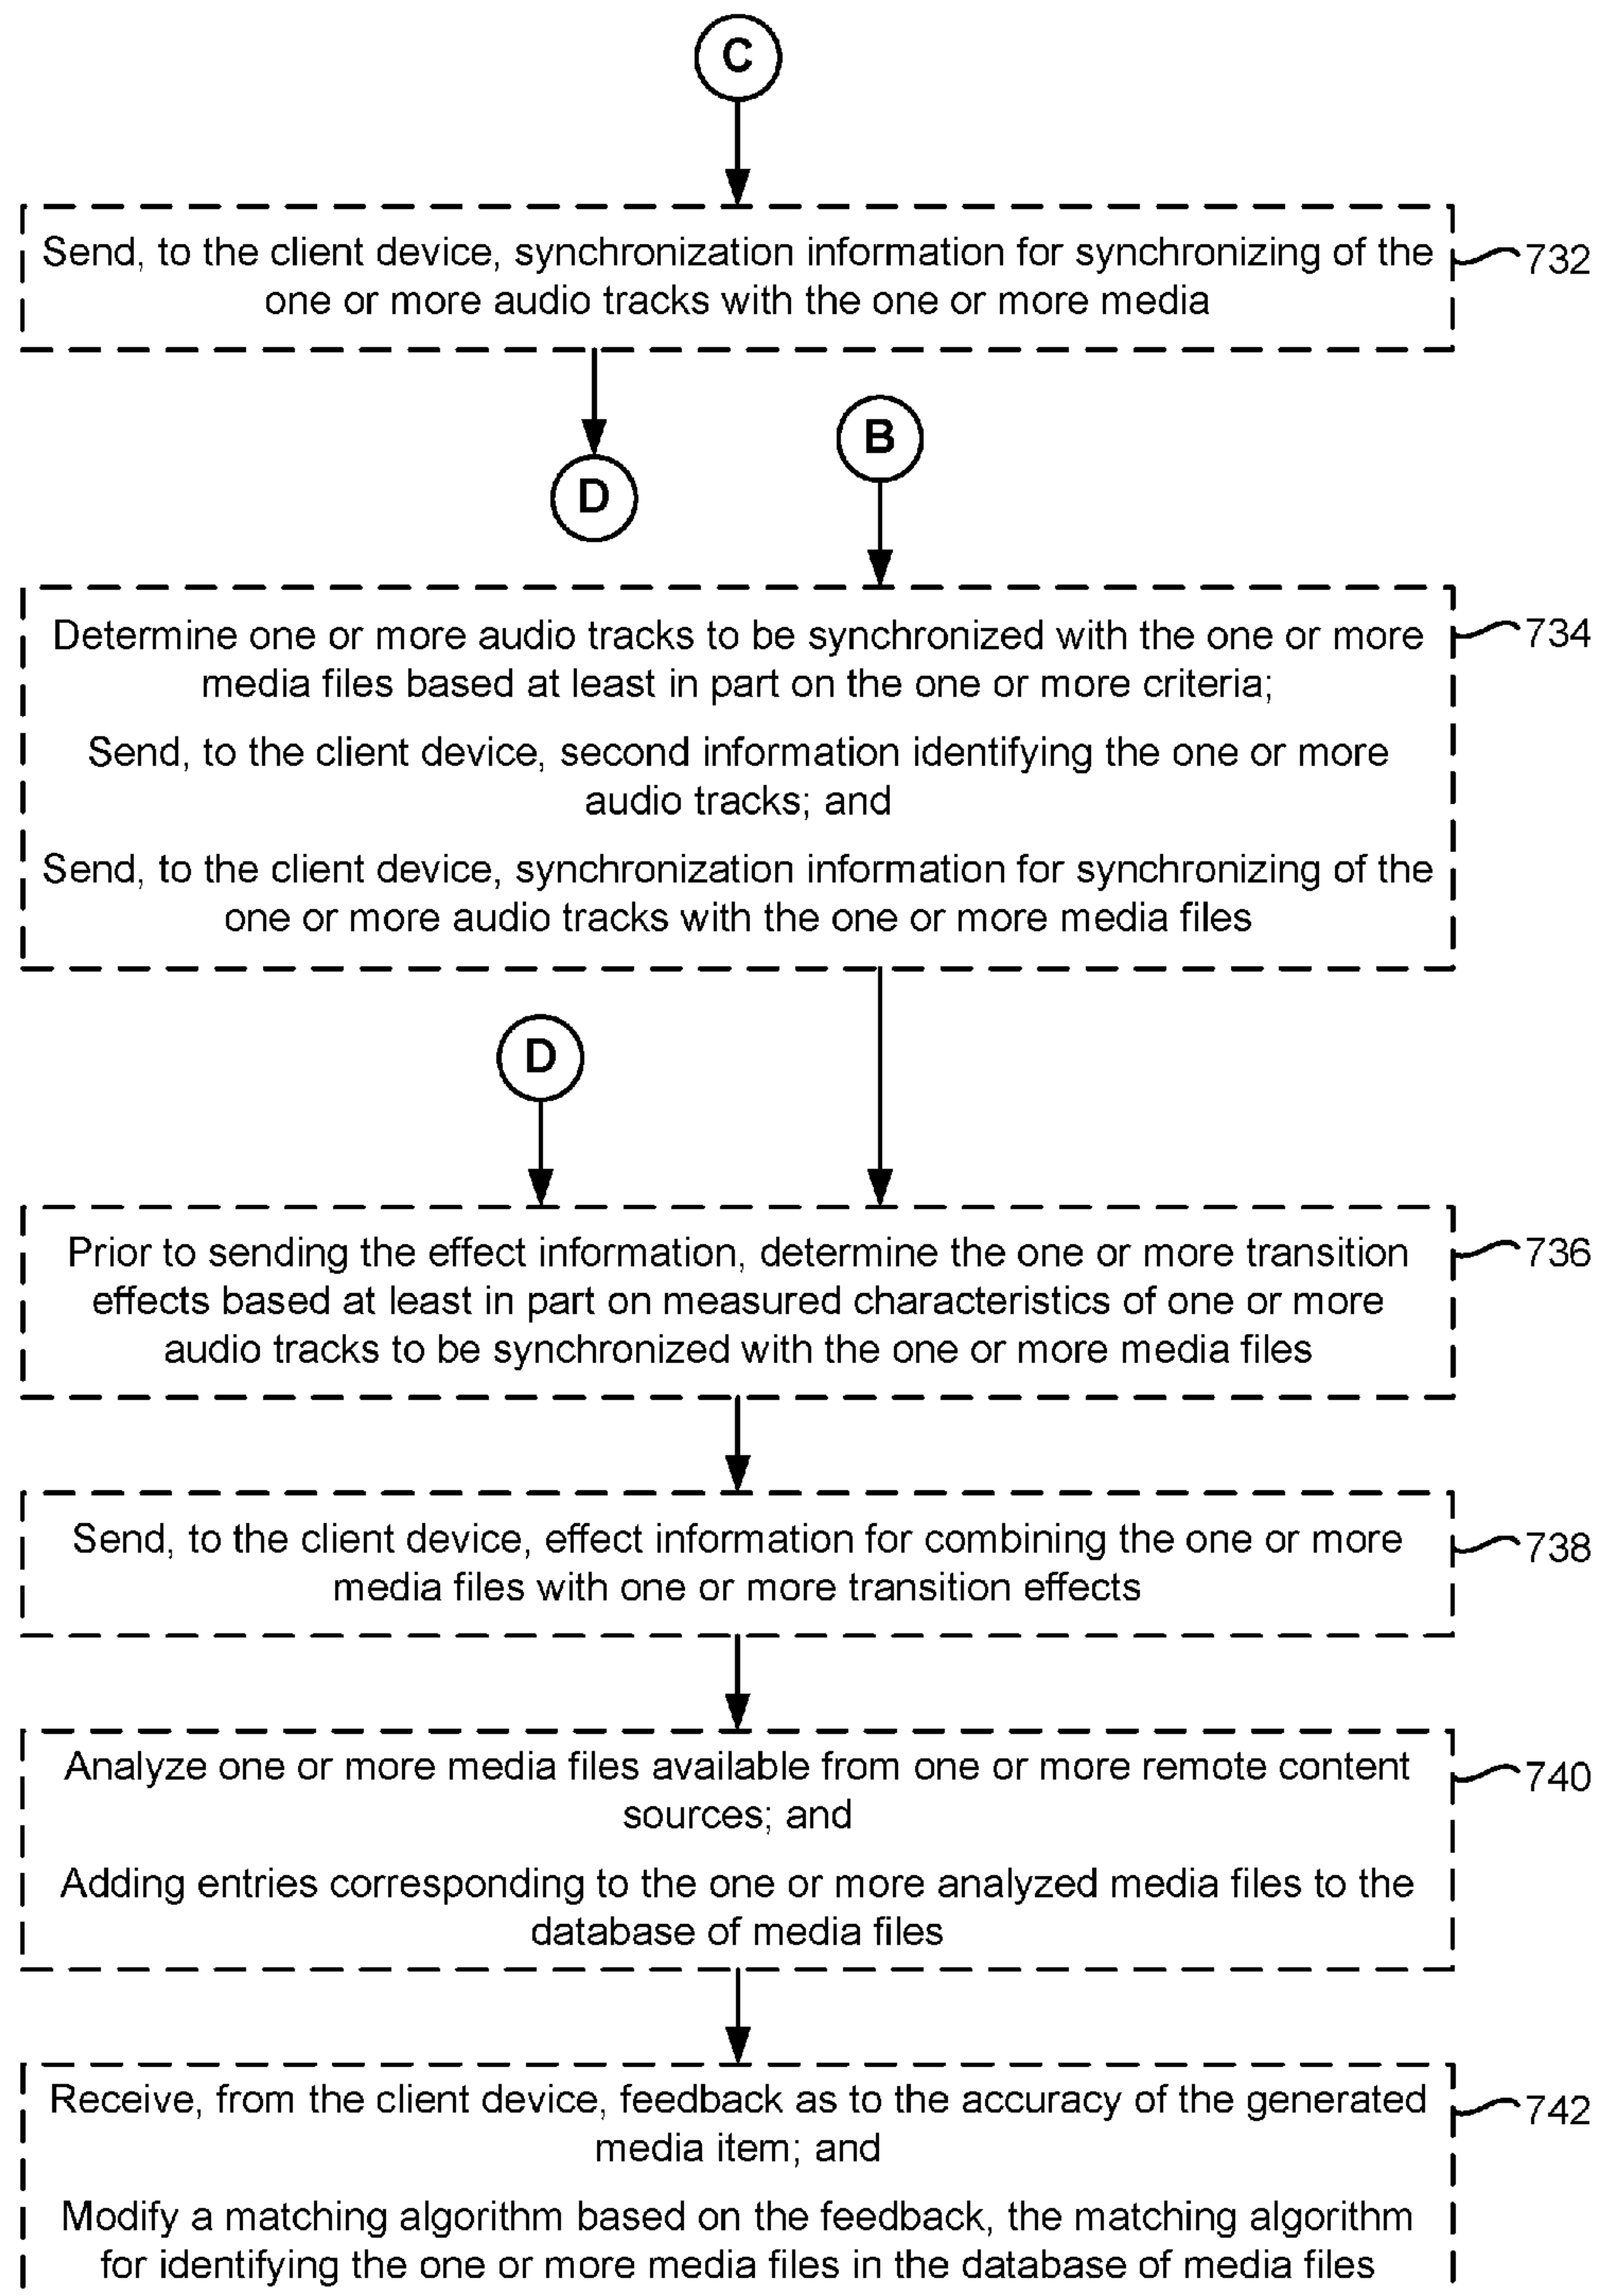 C
Send, to the client device, synchronization information for synchronizing of the
one or more audio tracks with the one or more media
732
B
D
Determine one or more audio tracks to be synchronized with the one or more
media files based at least in part on the one or more criteria;
Send, to the client device, second information identifying the one or more
audio tracks; and
Send, to the client device, synchronization information for synchronizing of the
one or more audio tracks with the one or more media files
734
D
Prior to sending the effect information, determine the one or more transition
effects based at least in part on measured characteristics of one or more
audio tracks to be synchronized with the one or more media files
736
Send, to the client device, effect information for combining the one or more
media files with one or more transition effects
738
Analyze one or more media files available from one or more remote content
sources; and
Adding entries corresponding to the one or more analyzed media files to the
database of media files
740
Receive, from the client device, feedback as to the accuracy of the generated
media item; and
Modify a matching algorithm based on the feedback, the matching algorithm
for identifying the one or more media files in the database of media files
742